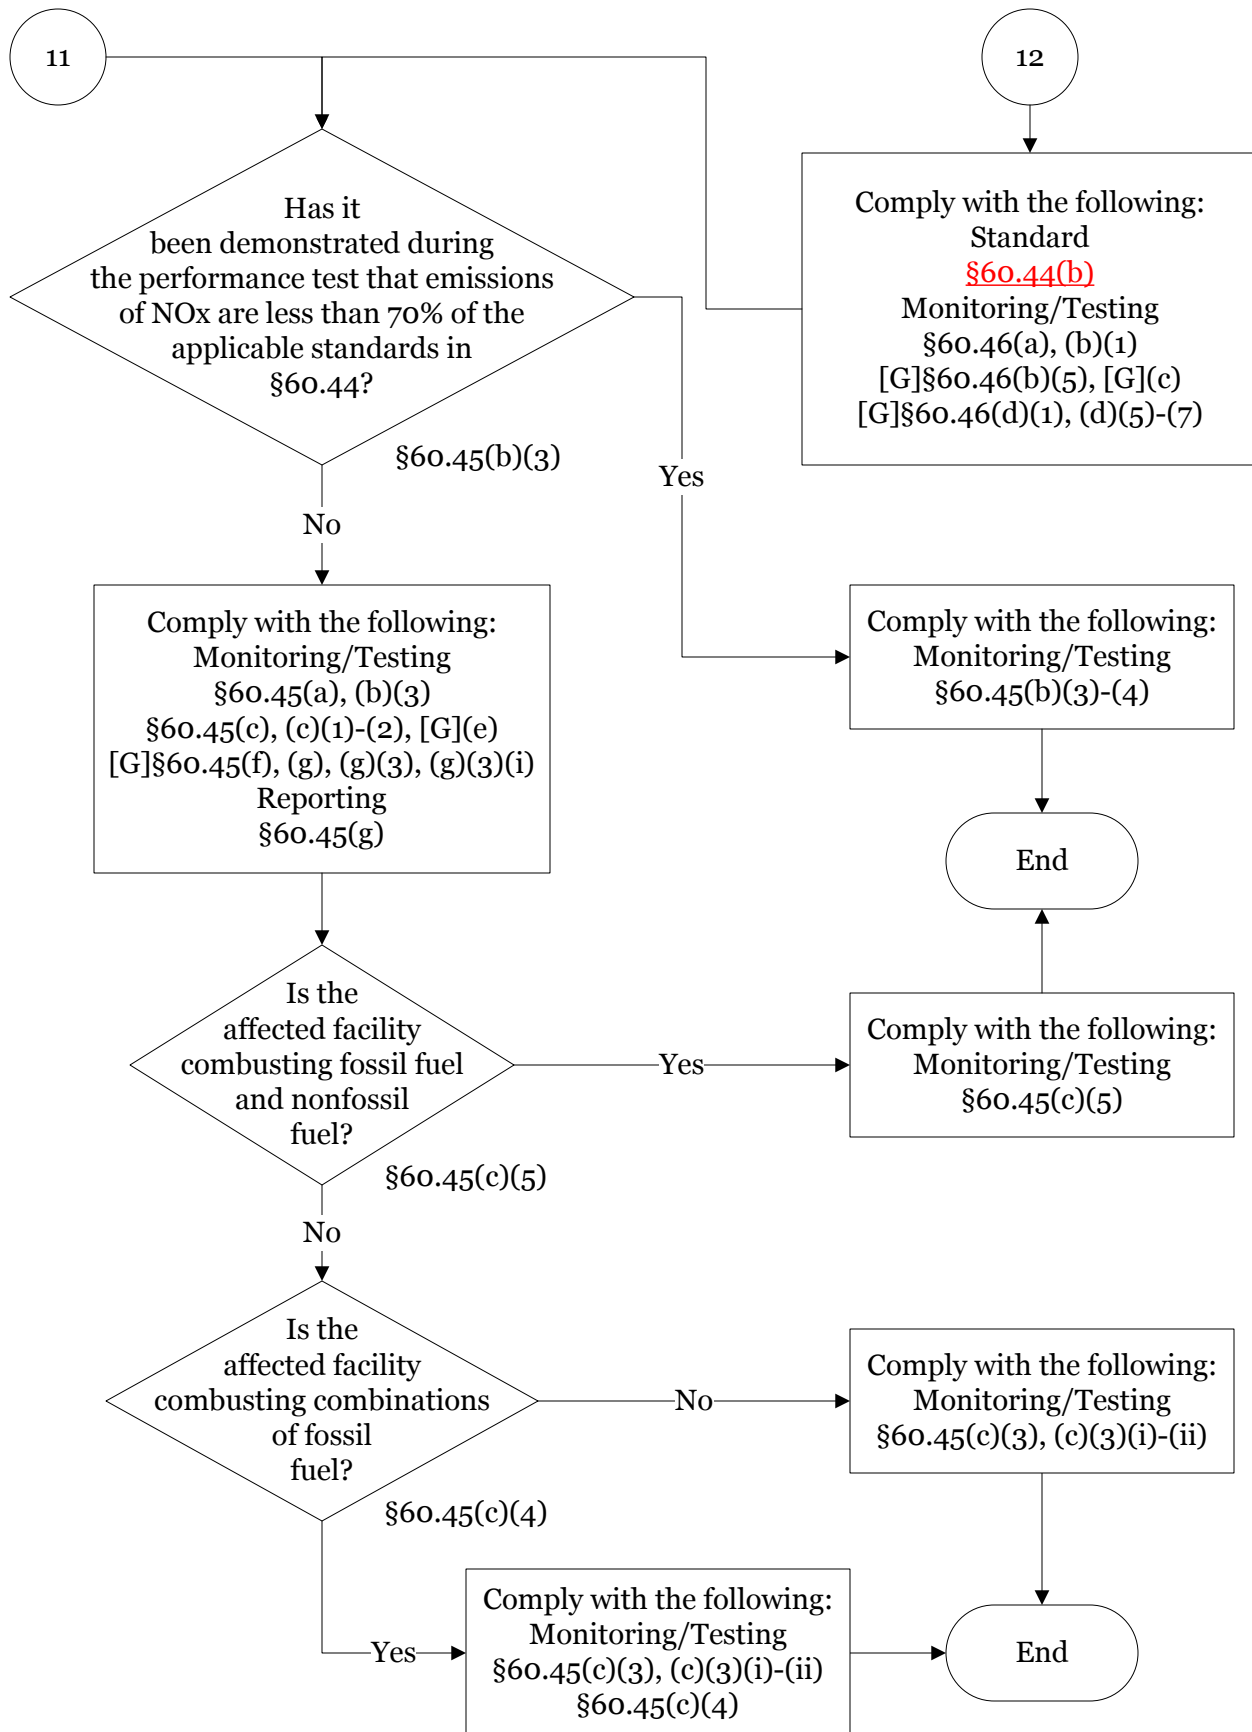 11
12
Has it
been demonstrated during
the performance test that emissions
of NOx are less than 70% of the
applicable standards in
§60.44?
§60.45(b)(3)
Comply with the following:
Standard
§60.44(b)
Monitoring/Testing
§60.46(a), (b)(1)
[G]§60.46(b)(5), [G](c)
[G]§60.46(d)(1), (d)(5)-(7)
Yes
No
Comply with the following:
Monitoring/Testing
§60.45(a), (b)(3)
§60.45(c), (c)(1)-(2), [G](e)
[G]§60.45(f), (g), (g)(3), (g)(3)(i)
Reporting
§60.45(g)
Comply with the following:
Monitoring/Testing
§60.45(b)(3)-(4)
End
Is the
affected facility
combusting fossil fuel
and nonfossil
fuel?
§60.45(c)(5)
Yes
Comply with the following:
Monitoring/Testing
§60.45(c)(5)
No
Is the
affected facility
combusting combinations
of fossil
fuel?
§60.45(c)(4)
No
Comply with the following:
Monitoring/Testing
§60.45(c)(3), (c)(3)(i)-(ii)
Yes
Comply with the following:
Monitoring/Testing
§60.45(c)(3), (c)(3)(i)-(ii)
§60.45(c)(4)
End